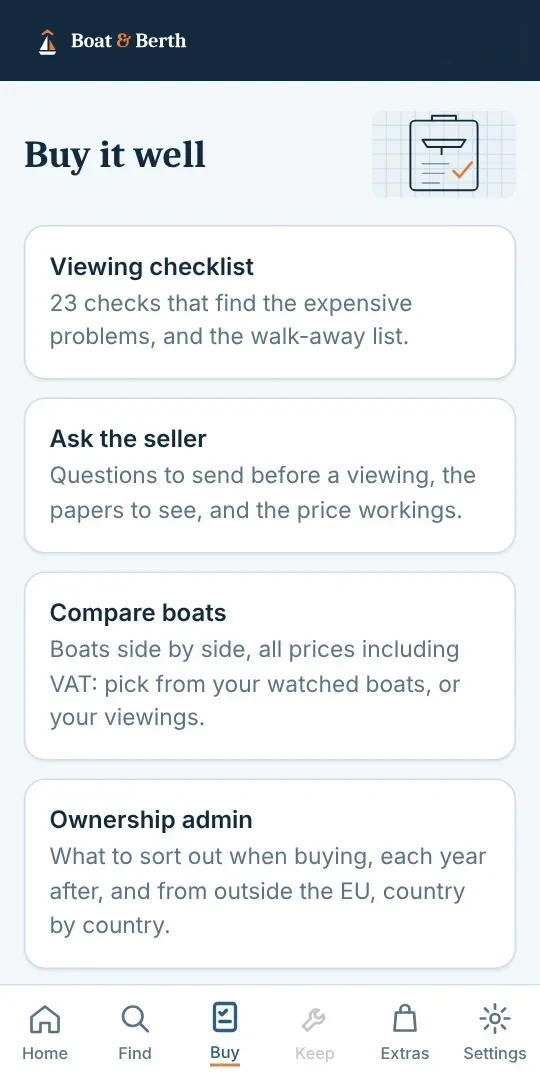 Boat & Berth
Buy it well
Viewing checklist
23 checks that find the expensive
problems, and the walk-away list.
Ask the seller
Questions to send before a viewing, the
papers to see, and the price workings.
Compare boats
Boats side by side, all prices including
VAT: pick from your watched boats, or
your viewings.
Ownership admin
What to sort out when buying, each year
after, and from outside the EU, country
by country.
Home
Find
Buy
Keep
Extras
Settings